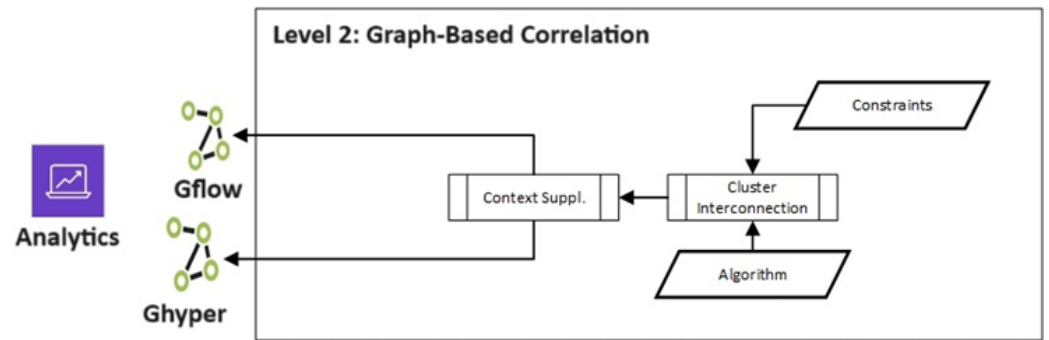 Level 2: Graph-Based Correlation
Constraints
Gflow
Context Suppl.
Cluster
Interconnection
Analytics
Algorithm
Ghyper